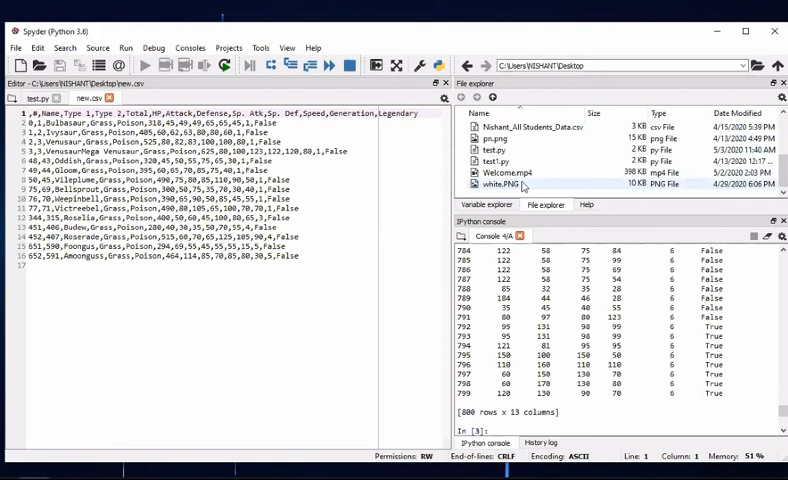 Spyder (Python 3.6)
File Edit Search Source Run Debug Consoles Projects Tools View Help
C:\Users\NISHANT\Desktop
Editor - C:\Users\NISHANT\Desktop\new.csv
test.py new.csv
1 ,#,Name,Type 1,Type 2,Total,HP,Attack,Defense,Sp. Atk,Sp. Def,Speed,Generation,Legendary
2 0,1,Bulbasaur,Grass,Poison,318,45,49,49,65,65,45,1,False
3 1,2,Ivysaur,Grass,Poison,405,60,62,63,80,80,60,1,False
4 2,3,Venusaur,Grass,Poison,525,80,82,83,100,100,80,1,False
5 3,3,VenusaurMega Venusaur,Grass,Poison,625,80,100,123,122,120,80,1,False
6 48,43,Oddish,Grass,Poison,320,45,50,55,75,65,30,1,False
7 49,44,Gloom,Grass,Poison,395,60,65,70,85,75,40,1,False
8 50,45,Vileplume,Grass,Poison,490,75,80,85,110,90,50,1,False
9 75,69,Bellsprout,Grass,Poison,300,50,75,35,70,30,40,1,False
10 76,70,Weepinbell,Grass,Poison,390,65,90,50,85,45,55,1,False
11 77,71,Victreebel,Grass,Poison,490,80,105,65,100,70,70,1,False
12 344,315,Roselia,Grass,Poison,400,50,60,45,100,80,65,3,False
13 451,406,Budew,Grass,Poison,280,40,30,35,50,70,55,4,False
14 452,407,Roserade,Grass,Poison,515,60,70,65,125,105,90,4,False
15 651,590,Foongus,Grass,Poison,294,69,55,45,55,55,15,5,False
16 652,591,Amoonguss,Grass,Poison,464,114,85,70,85,80,30,5,False
17
File explorer
Name Size Type Date Modified
Nishant_All Students_Data.csv 3 KB csv File 4/15/2020 5:39 PM
pn.png 15 KB png File 4/14/2020 4:09 PM
test.py 2 KB py File 5/3/2020 11:40 AM
test1.py 2 KB py File 4/13/2020 12:17 ...
Welcome.mp4 398 KB mp4 File 5/2/2020 2:03 PM
white.PNG 10 KB PNG File 4/29/2020 6:06 PM
Variable explorer File explorer Help
IPython console
Console 4/A
784 122 58 75 84 6 False
785 122 58 75 99 6 False
786 122 58 75 69 6 False
787 122 58 75 54 6 False
788 85 32 35 28 6 False
789 184 44 46 28 6 False
790 35 45 40 55 6 False
791 80 97 80 123 6 False
792 95 131 98 99 6 True
793 95 131 98 99 6 True
794 121 81 95 95 6 True
795 150 100 150 50 6 True
796 110 160 110 110 6 True
797 60 150 130 70 6 True
798 60 170 130 80 6 True
799 120 130 90 70 6 True
[800 rows x 13 columns]
In [3]:
IPython console History log
Permissions: RW End-of-lines: CRLF Encoding: ASCII Line: 1 Column: 1 Memory: 51 %